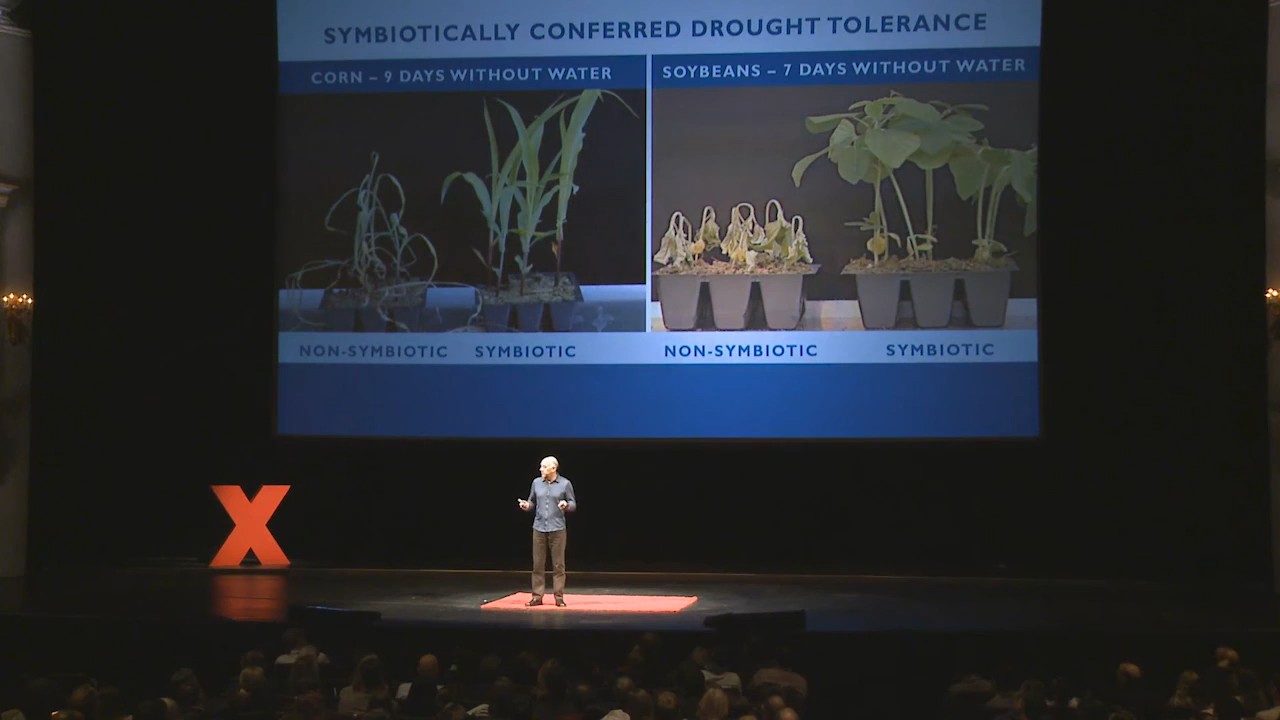 SYMBIOTICALLY CONFERRED DROUGHT TOLERANCE
CORN – 9 DAYS WITHOUT WATER
SOYBEANS – 7 DAYS WITHOUT WATER
NON-SYMBIOTIC SYMBIOTIC
NON-SYMBIOTIC SYMBIOTIC
X